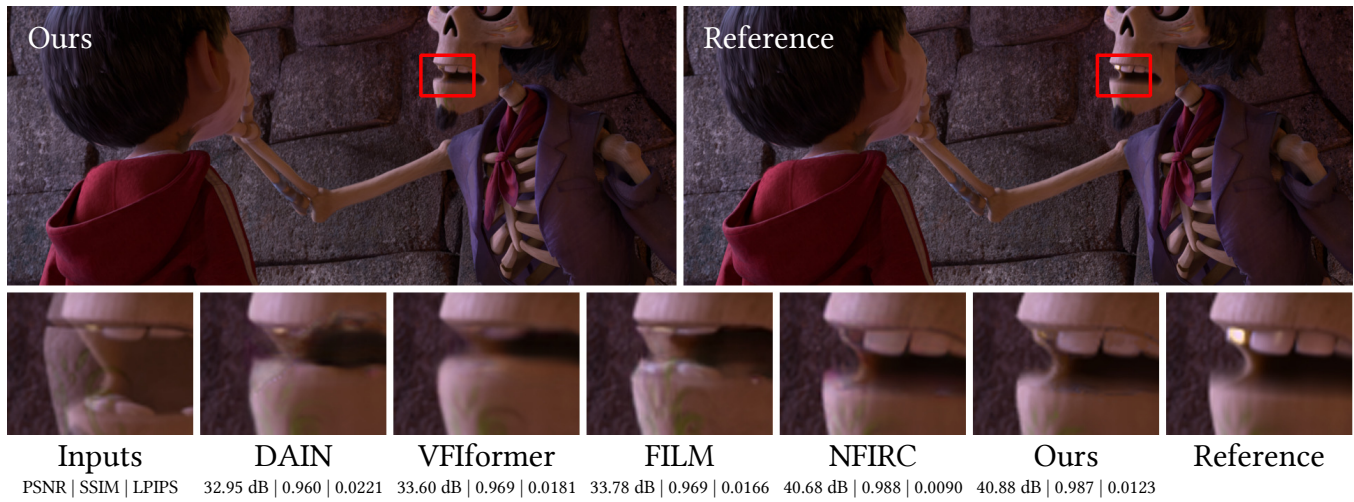 Ours
Reference
Inputs
DAIN
VFIformer
FILM
NFIRC
Ours
Reference
PSNR | SSIM | LPIPS
32.95 dB | 0.960 | 0.0221
33.60 dB | 0.969 | 0.0181
33.78 dB | 0.969 | 0.0166
40.68 dB | 0.988 | 0.0090
40.88 dB | 0.987 | 0.0123